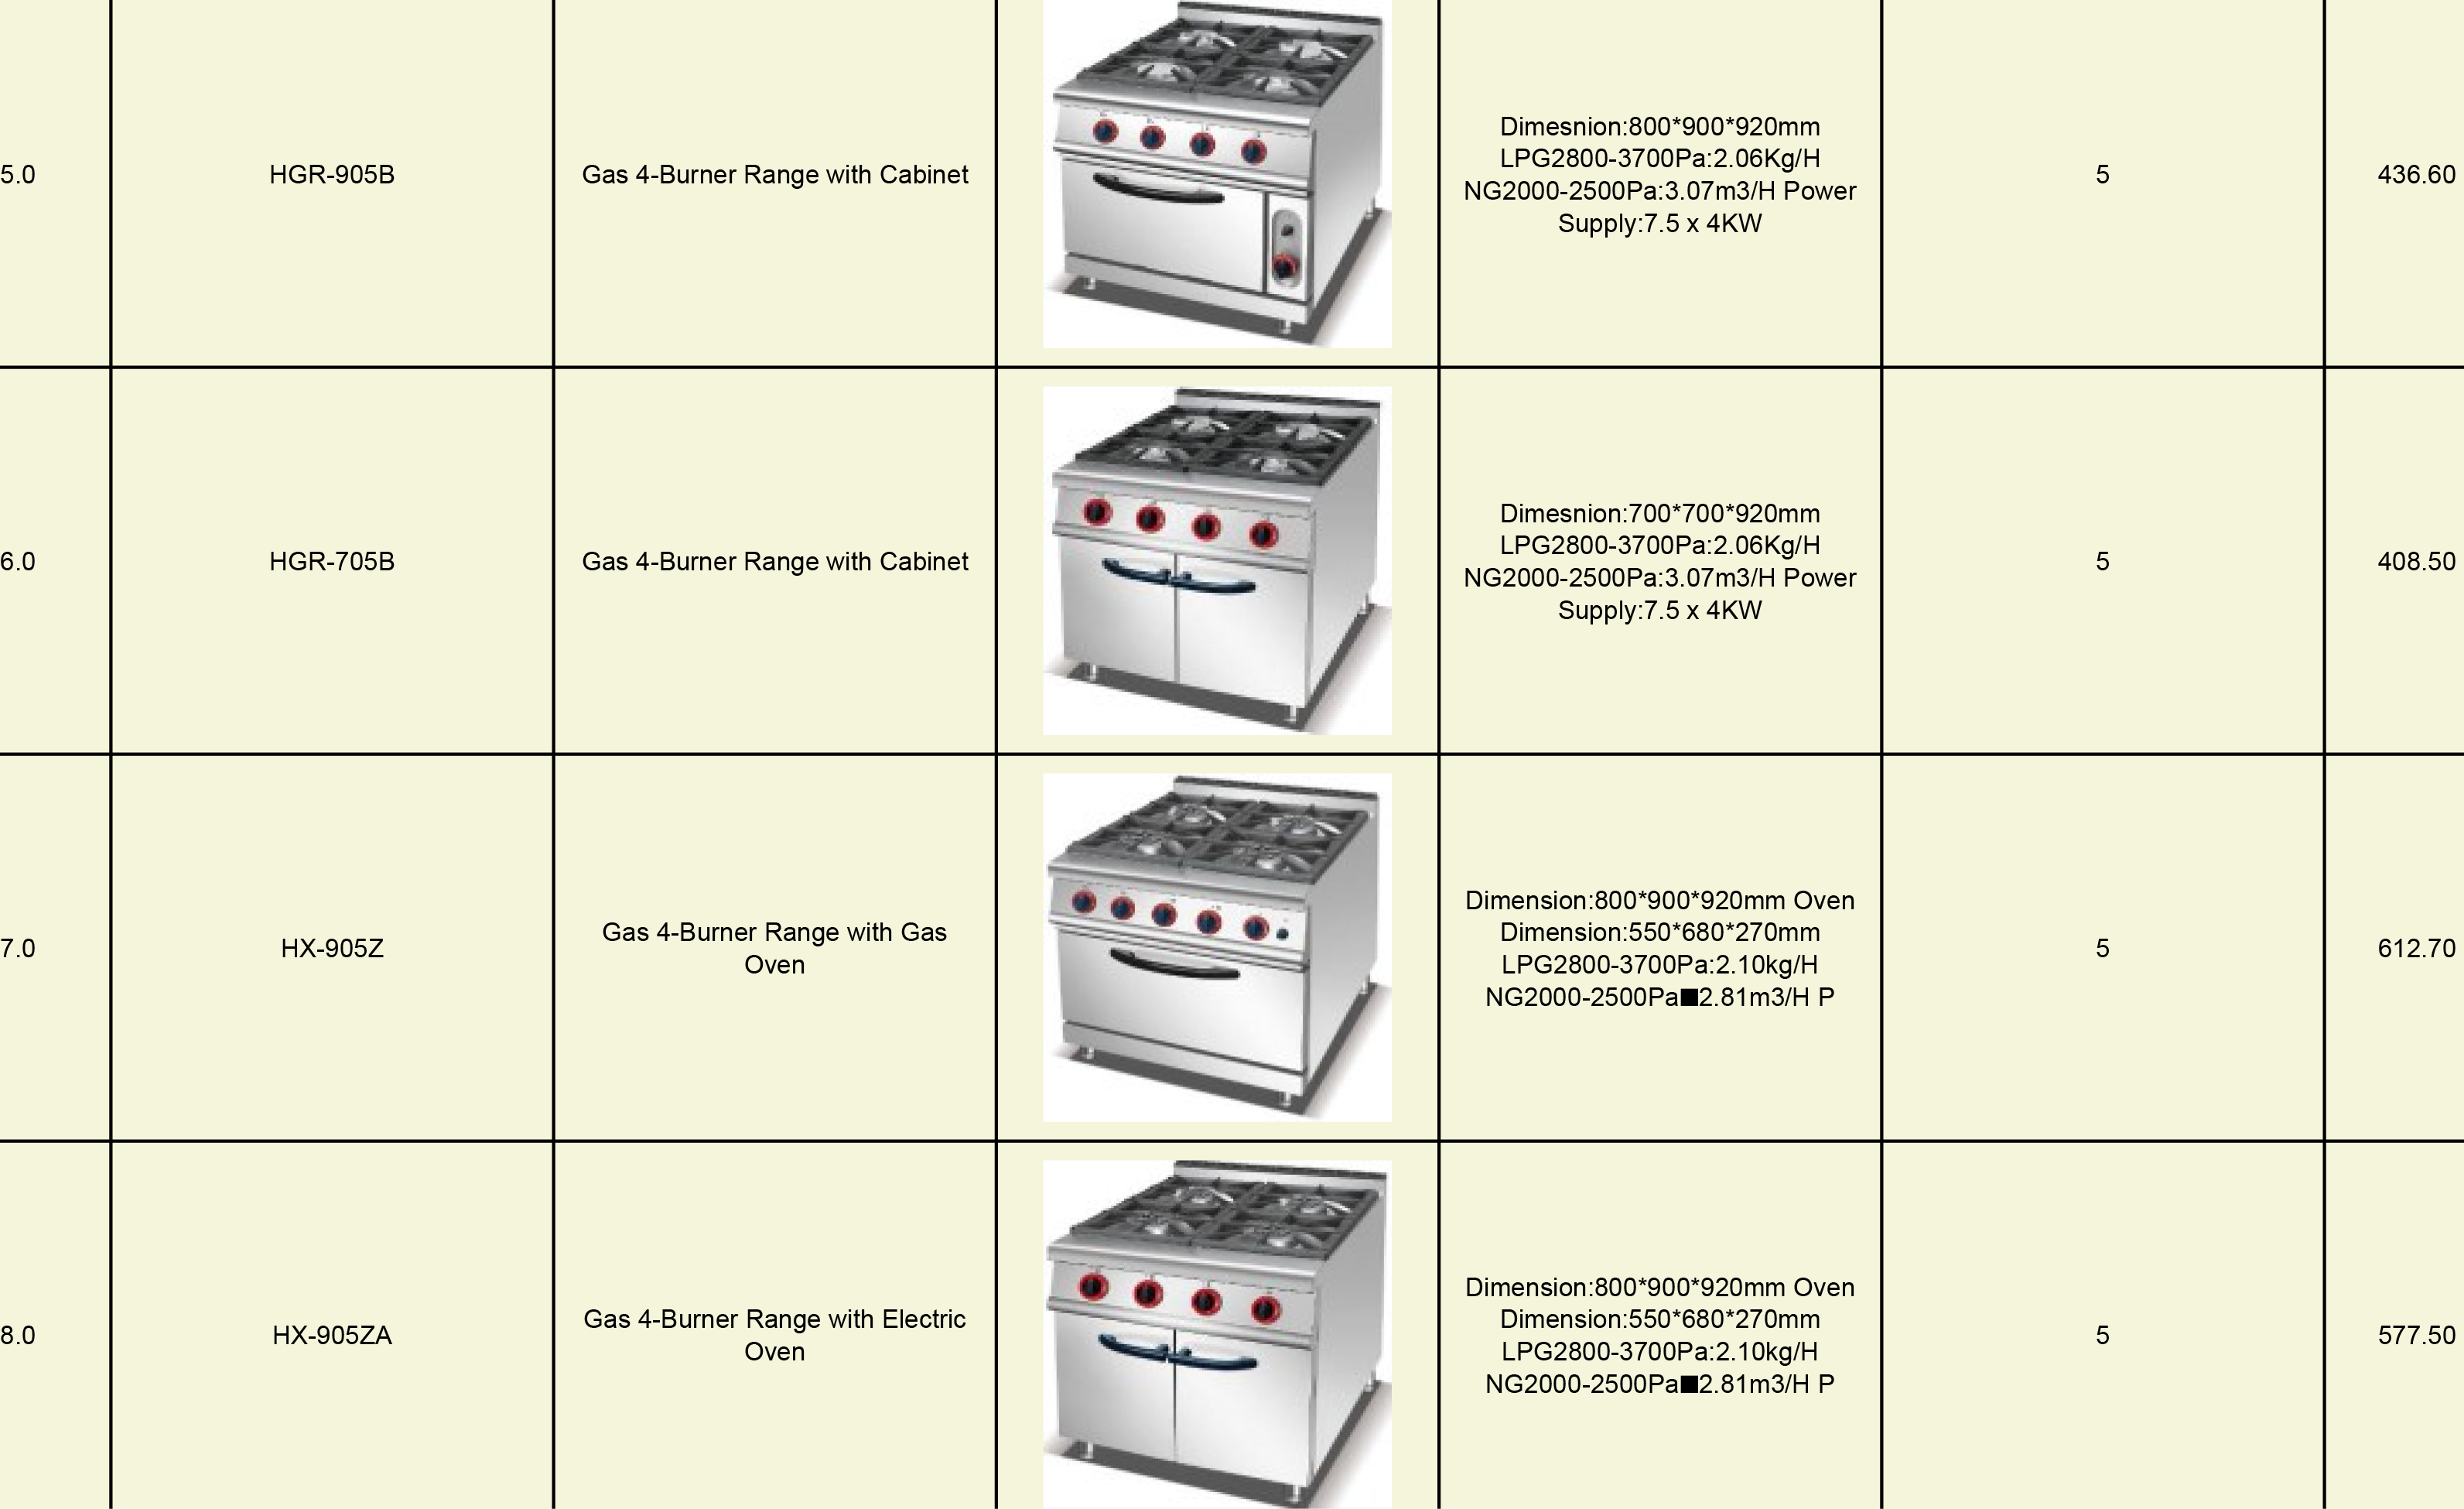 5.0
HGR-905B
Gas 4-Burner Range with Cabinet
Dimesnion:800*900*920mm
LPG2800-3700Pa:2.06Kg/H
NG2000-2500Pa:3.07m3/H Power
Supply:7.5 x 4KW
5
436.60
6.0
HGR-705B
Gas 4-Burner Range with Cabinet
Dimesnion:700*700*920mm
LPG2800-3700Pa:2.06Kg/H
NG2000-2500Pa:3.07m3/H Power
Supply:7.5 x 4KW
5
408.50
7.0
HX-905Z
Gas 4-Burner Range with Gas
Oven
Dimension:800*900*920mm Oven
Dimension:550*680*270mm
LPG2800-3700Pa:2.10kg/H
NG2000-2500Pa■2.81m3/H P
5
612.70
8.0
HX-905ZA
Gas 4-Burner Range with Electric
Oven
Dimension:800*900*920mm Oven
Dimension:550*680*270mm
LPG2800-3700Pa:2.10kg/H
NG2000-2500Pa■2.81m3/H P
5
577.50